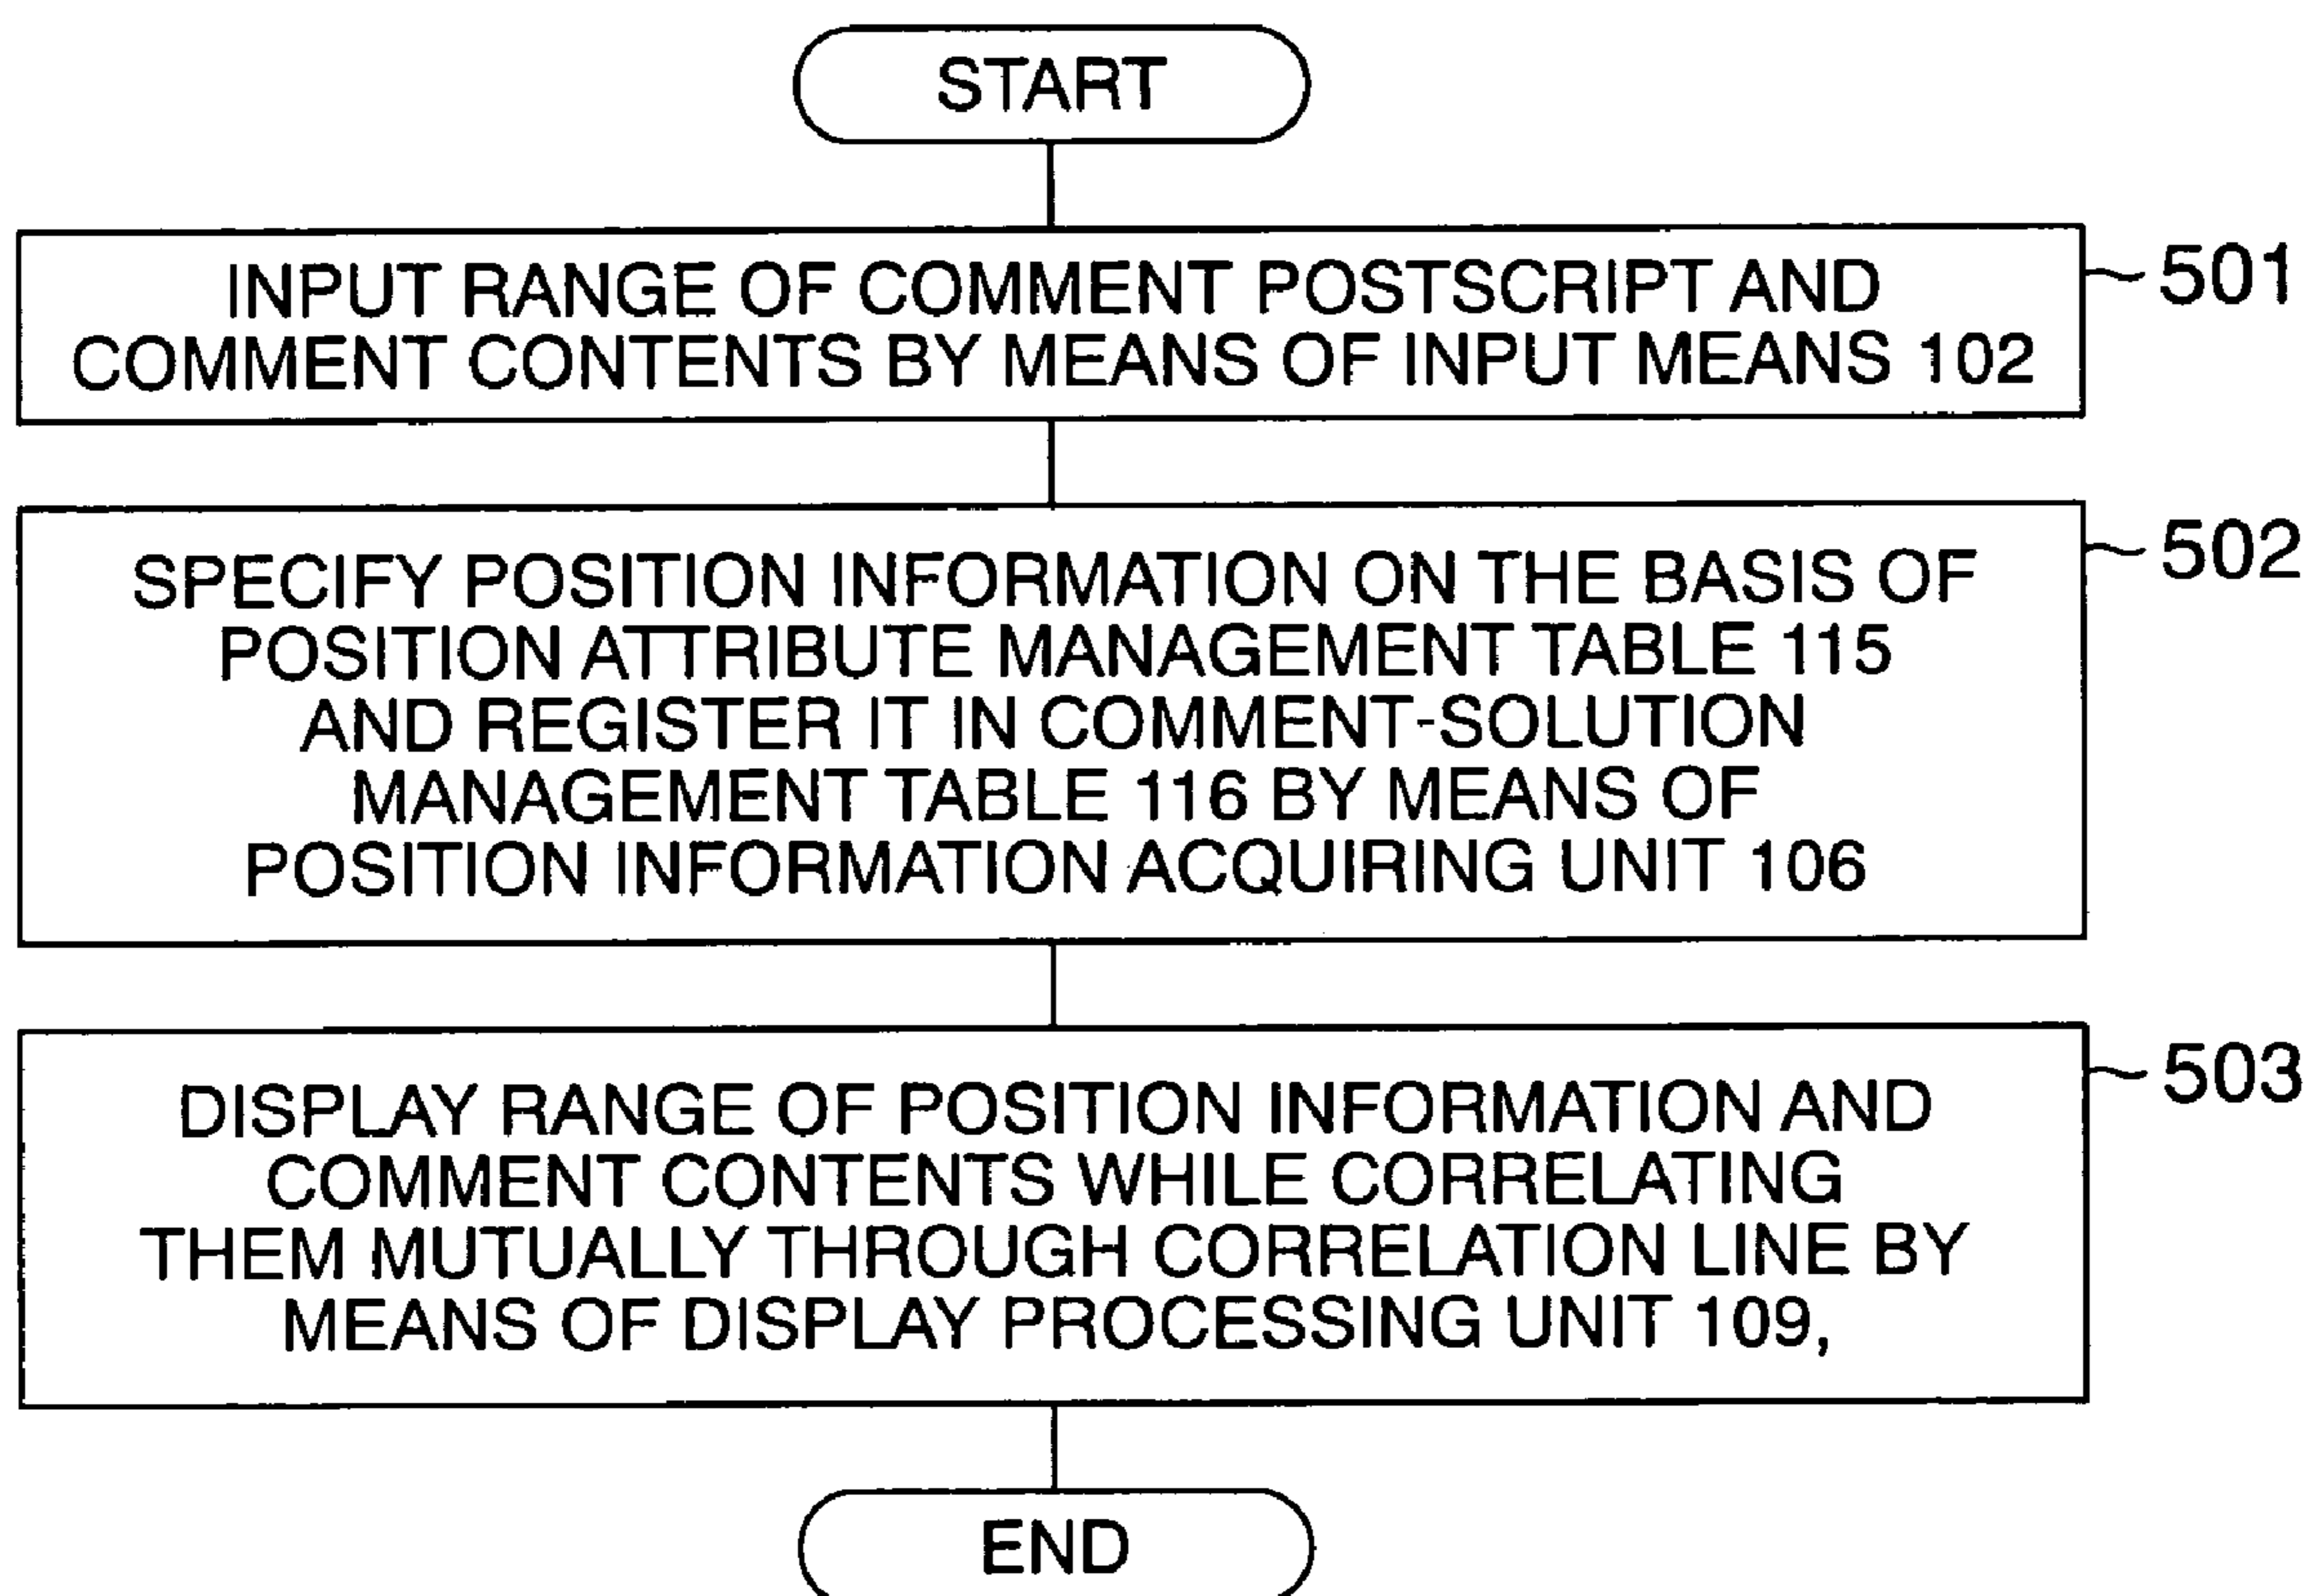 START
INPUT RANGE OF COMMENT POSTSCRIPT AND
COMMENT CONTENTS BY MEANS OF INPUT MEANS 102
501
SPECIFY POSITION INFORMATION ON THE BASIS OF
POSITION ATTRIBUTE MANAGEMENT TABLE 115
AND REGISTER IT IN COMMENT-SOLUTION
MANAGEMENT TABLE 116 BY MEANS OF
POSITION INFORMATION ACQUIRING UNIT 106
502
DISPLAY RANGE OF POSITION INFORMATION AND
COMMENT CONTENTS WHILE CORRELATING
THEM MUTUALLY THROUGH CORRELATION LINE BY
MEANS OF DISPLAY PROCESSING UNIT 109,
503
END